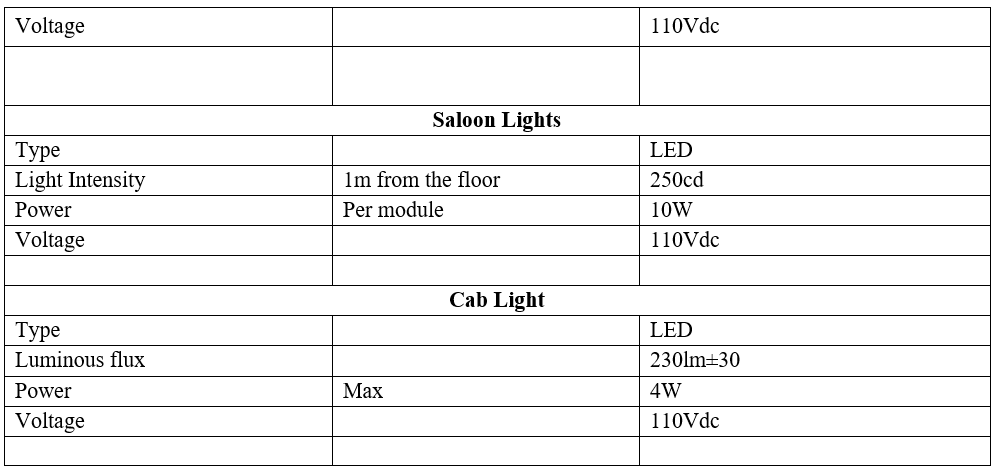 Voltage 110Vdc
Saloon Lights
Type LED
Light Intensity 1m from the floor 250cd
Power Per module 10W
Voltage 110Vdc
Cab Light
Type LED
Luminous flux 230lm±30
Power Max 4W
Voltage 110Vdc